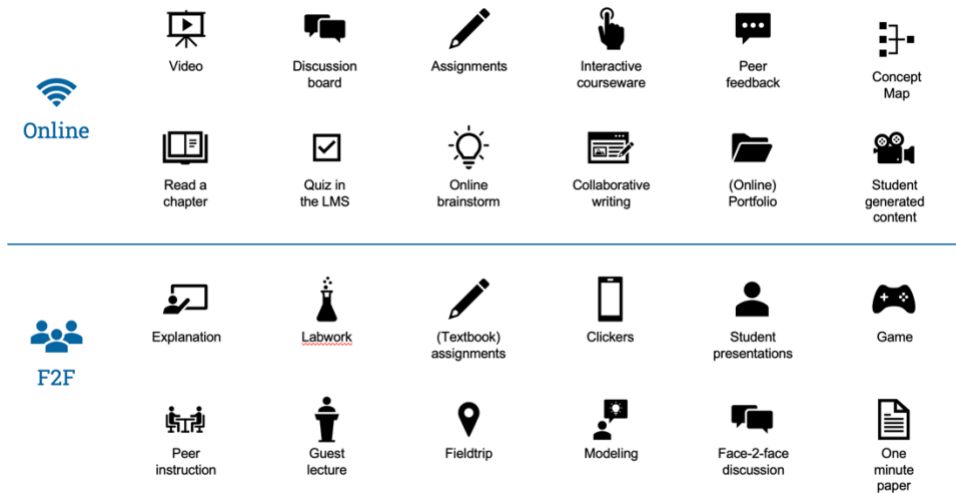 Video
Discussion
board
Assignments
Interactive
courseware
Peer
feedback
Concept
Map
Online
Read a
chapter
Quiz in
the LMS
Online
brainstorm
Collaborative
writing
(Online)
Portfolio
Student
generated
content
Explanation
Labwork
(Textbook)
assignments
Clickers
Student
presentations
Game
F2F
Peer
instruction
Guest
lecture
Fieldtrip
Modeling
Face-2-face
discussion
One
minute
paper